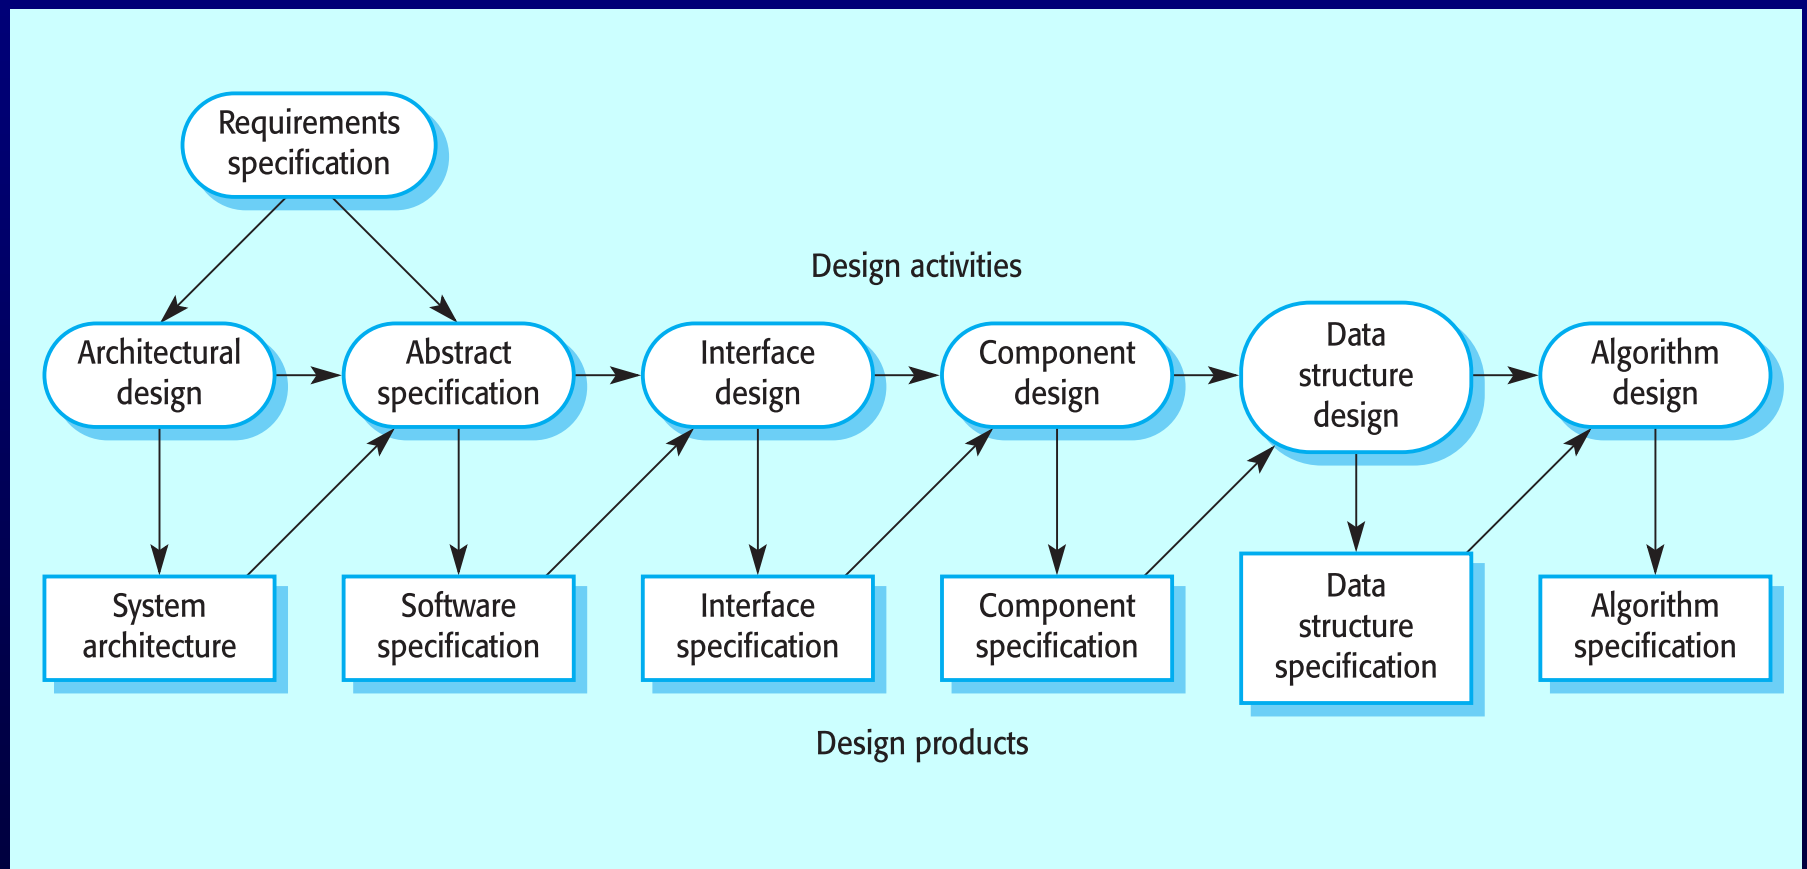 Requirements
specification
Design activities
Architectural
design
Abstract
specification
Interface
design
Component
design
Data
structure
design
Algorithm
design
System
architecture
Software
specification
Interface
specification
Component
specification
Data
structure
specification
Algorithm
specification
Design products